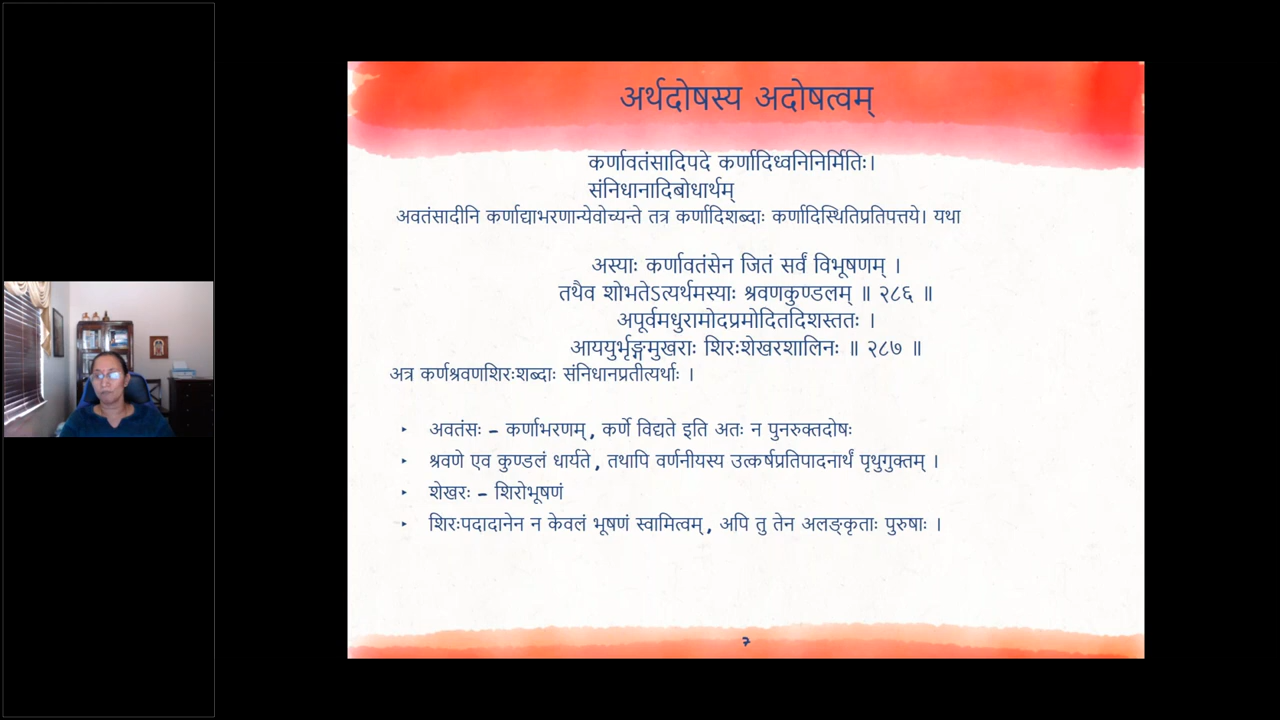 अर्थदोषस्य अदोषत्वम्
कर्णावतंसादिपदे कर्णादिध्वनिनिर्मितिः।
संनिधानादिबोधार्थम्
अवतंसादीनि कर्णाद्याभरणान्येवोच्यन्ते तत्र कर्णादिशब्दाः कर्णादिस्थितिप्रतिपत्तये। यथा
अस्याः कर्णावतंसेन जितं सर्वं विभूषणम् ।
तथैव शोभतेऽत्यर्थमस्याः श्रवणकुण्डलम् ॥ २८६ ॥
अपूर्वमधुरामोदप्रमोदितदिशस्ततः ।
आययुर्भृङ्गमुखराः शिरःशेखरशालिनः ॥ २८७ ॥
अत्र कर्णश्रवणशिरःशब्दाः संनिधानप्रतीत्यर्थाः ।
‣ अवतंसः – कर्णाभरणम् , कर्णे विद्यते इति अतः न पुनरुक्तदोषः
‣ श्रवणे एव कुण्डलं धार्यते , तथापि वर्णनीयस्य उत्कर्षप्रतिपादनार्थं पृथुगुक्तम् ।
‣ शेखरः – शिरोभूषणं
‣ शिरःपदादानेन न केवलं भूषणं स्वामित्वम् , अपि तु तेन अलङ्कृताः पुरुषाः ।
७